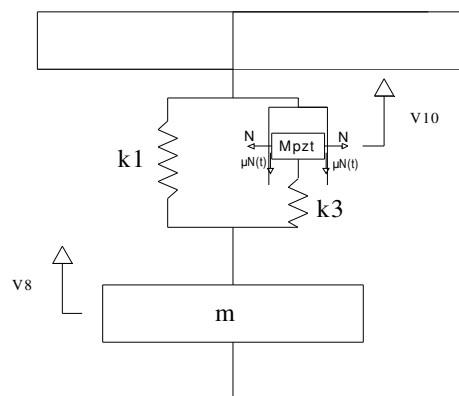 V10
N Mpzt N
μN(t) μN(t)
k1
k3
V8
m